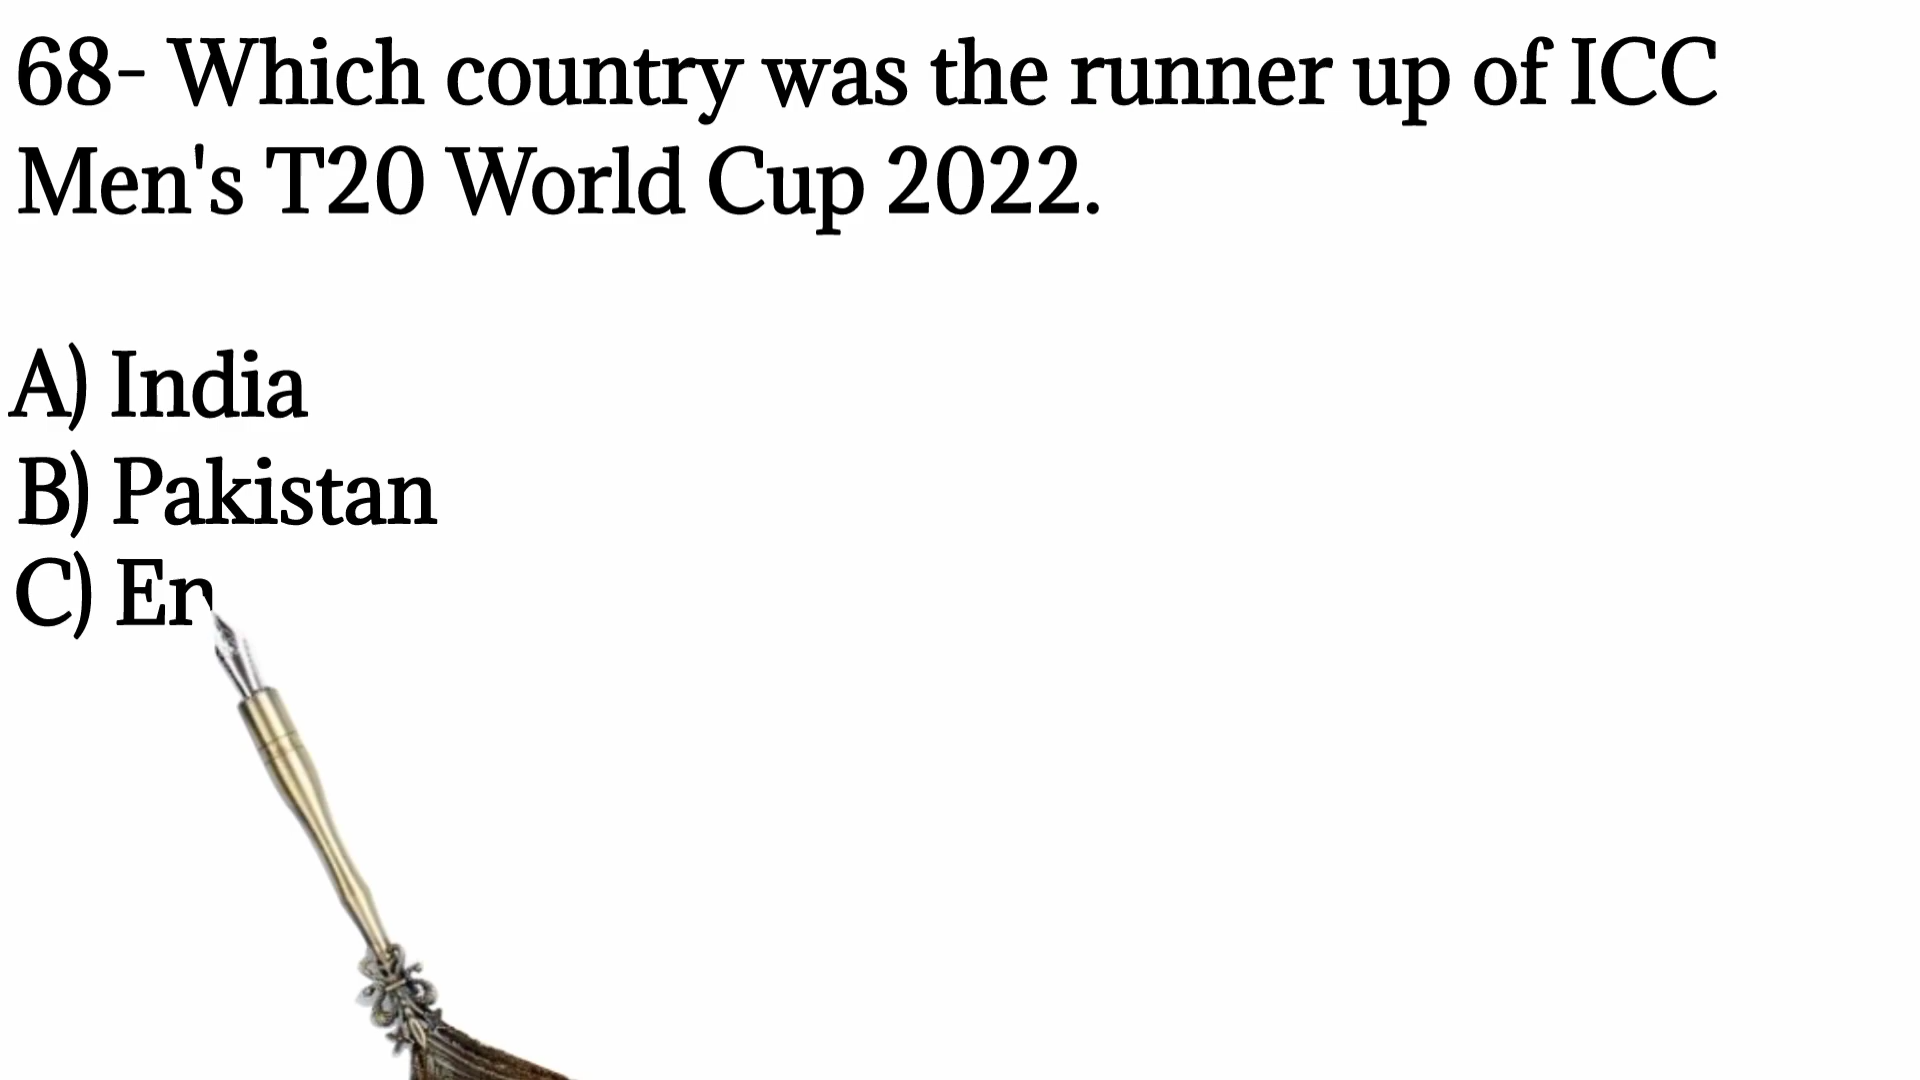 68- Which country was the runner up of ICC
Men's T20 World Cup 2022.
A) India
B) Pakistan
C) En